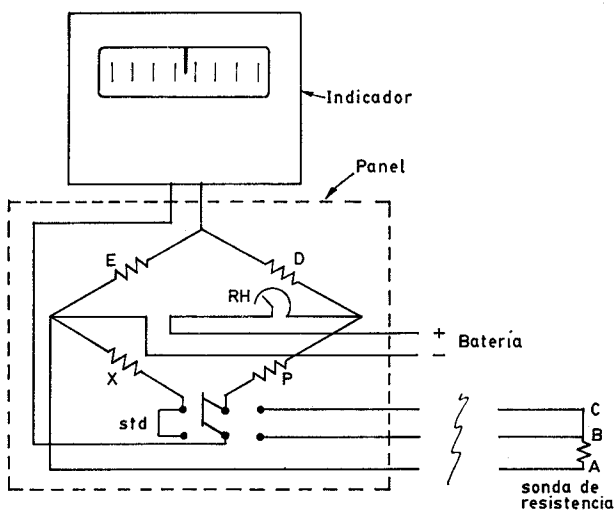 Indicador
Panel
E
D
RH
+
Batería
-
X
P
std
C
B
A
sonda de
resistencia